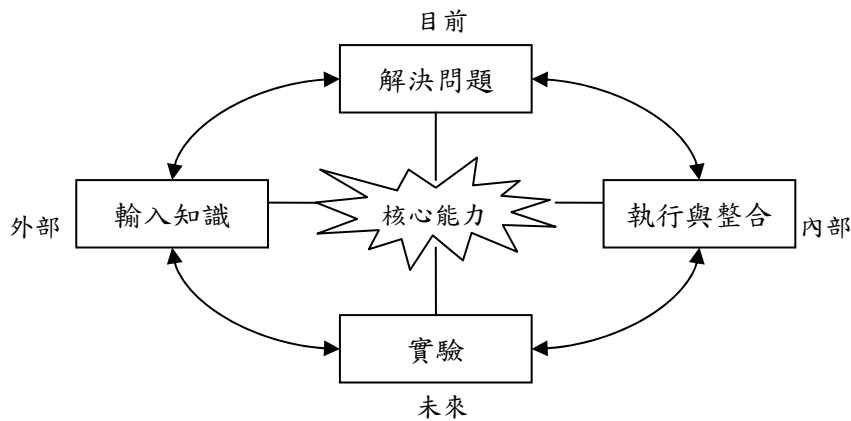 目前
解決問題
外部
輸入知識
核心能力
執行與整合
內部
實驗
未來